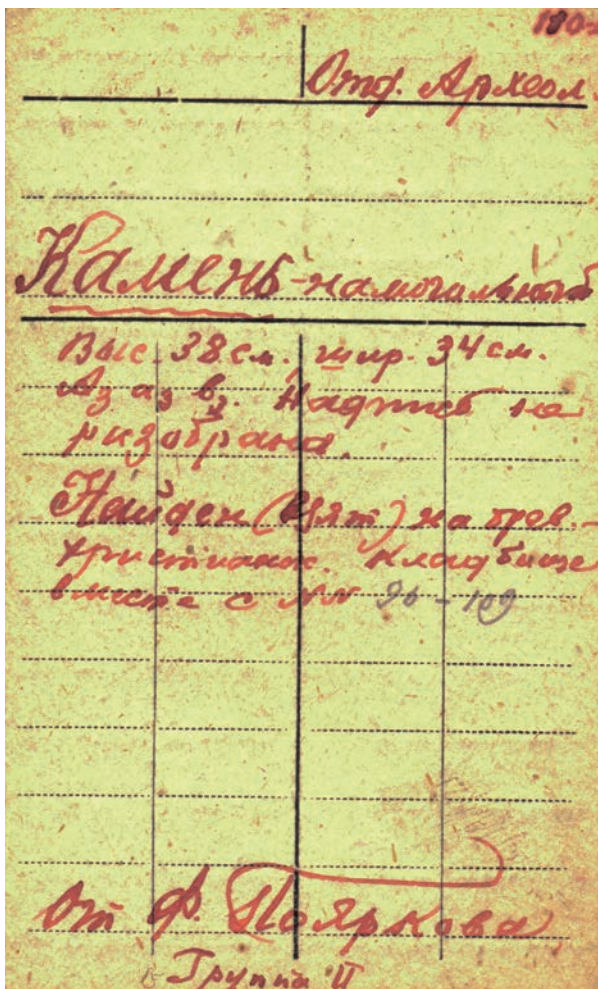 180
Отд. Археол.
Камень-намогильный
Выс. 38 см., шир. 34 см.
Надпись не
разобрана.
Найден (взят) на древ.-
христианск. кладбище
вместе с NN 96-109
От Ф. Пояркова
Группа II